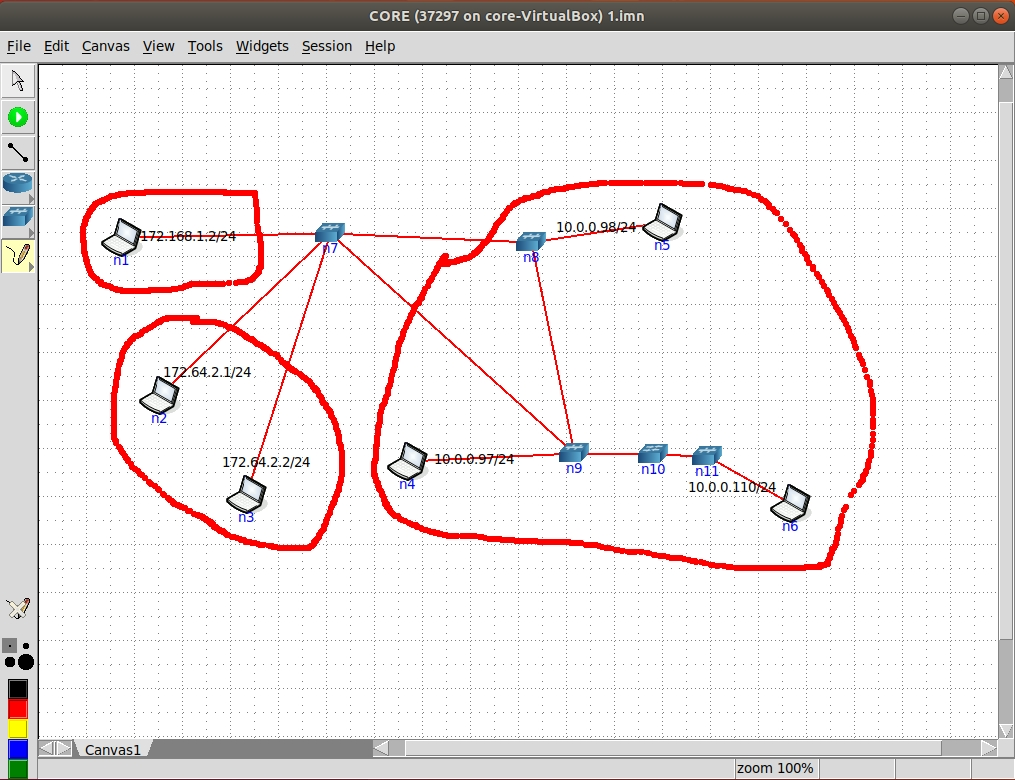 CORE (37297 on core-VirtualBox) 1.imn
File Edit Canvas View Tools Widgets Session Help
172.168.1.2/24
n1
n7
10.0.0.98/24
n5
n8
172.64.2.1/24
n2
172.64.2.2/24
n3
10.0.0.97/24
n4
n9
n10
n11
10.0.0.110/24
n6
Canvas1
zoom 100%